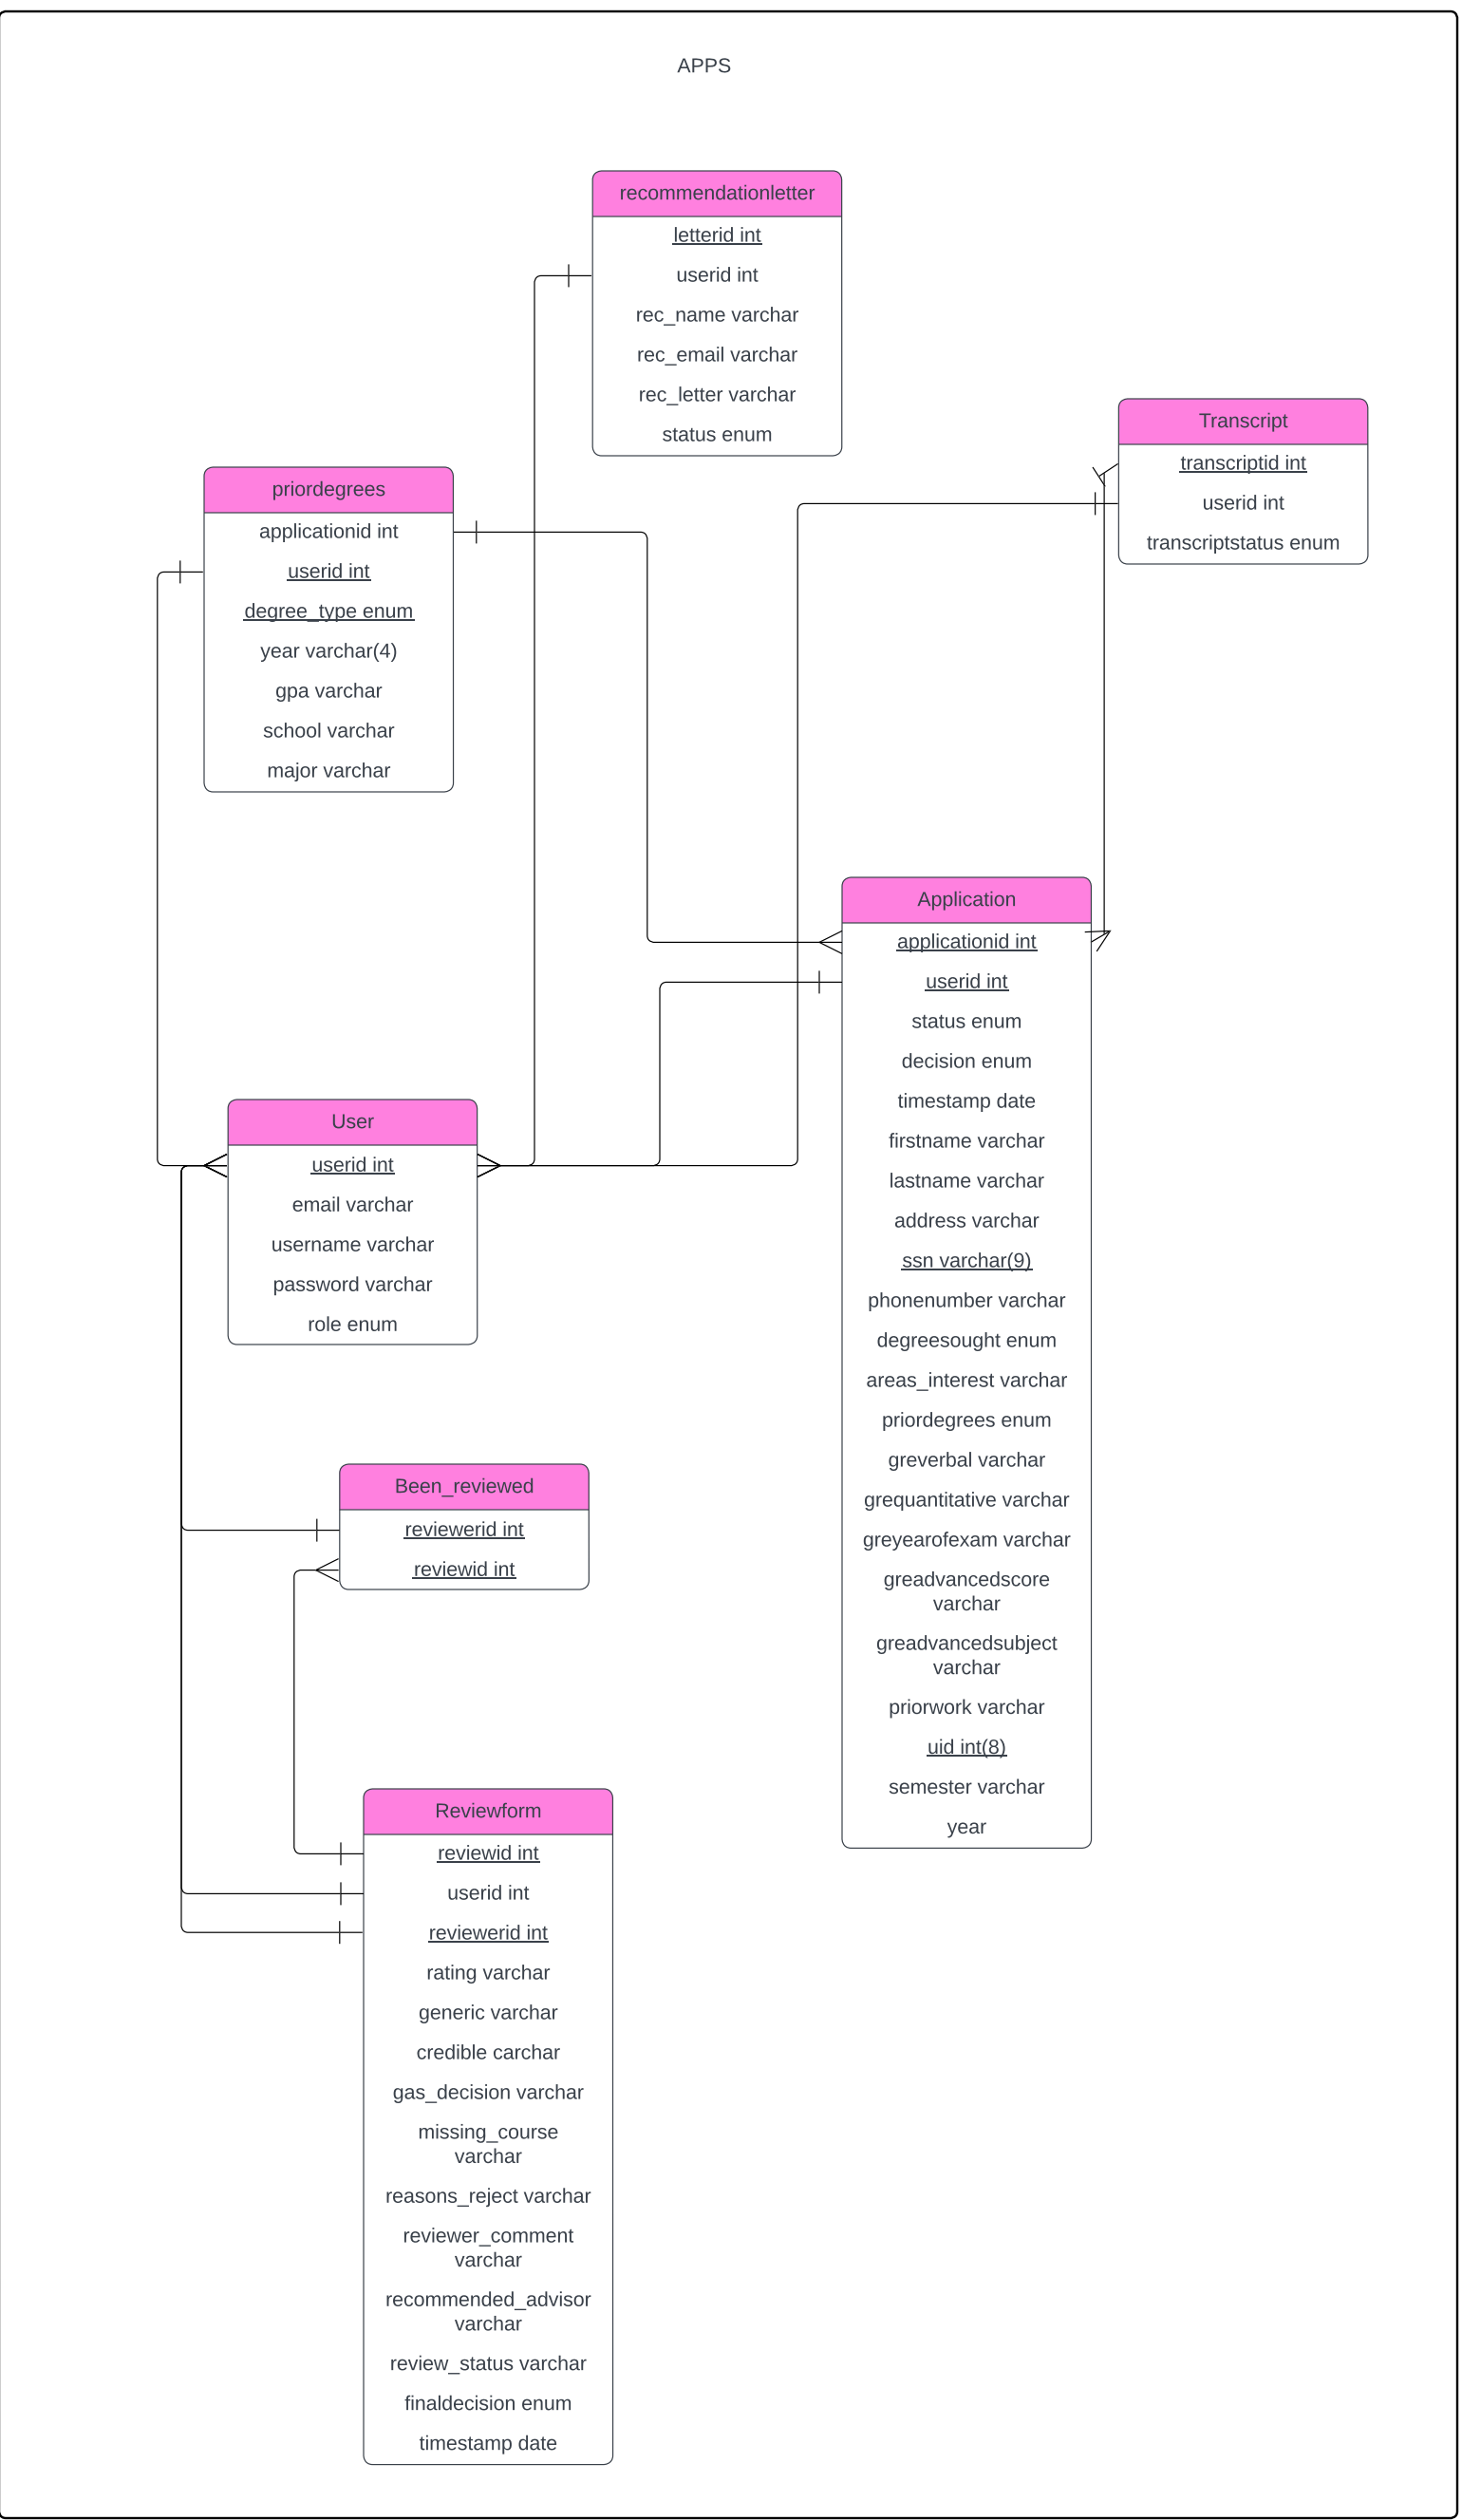 APPS
recommendationletter
letterid int
userid int
rec_name varchar
rec_email varchar
rec_letter varchar
status enum
Transcript
transcriptid int
userid int
transcriptstatus enum
priordegrees
applicationid int
userid int
degree_type enum
year varchar(4)
gpa varchar
school varchar
major varchar
Application
applicationid int
userid int
status enum
decision enum
timestamp date
firstname varchar
lastname varchar
address varchar
ssn varchar(9)
phonenumber varchar
degreesought enum
areas_interest varchar
priordegrees enum
greverbal varchar
grequantitative varchar
greyearofexam varchar
greadvancedscore
varchar
greadvancedsubject
varchar
priorwork varchar
uid int(8)
semester varchar
year
User
userid int
email varchar
username varchar
password varchar
role enum
Been_reviewed
reviewerid int
reviewid int
Reviewform
reviewid int
userid int
reviewerid int
rating varchar
generic varchar
credible carchar
gas_decision varchar
missing_course
varchar
reasons_reject varchar
reviewer_comment
varchar
recommended_advisor
varchar
review_status varchar
finaldecision enum
timestamp date